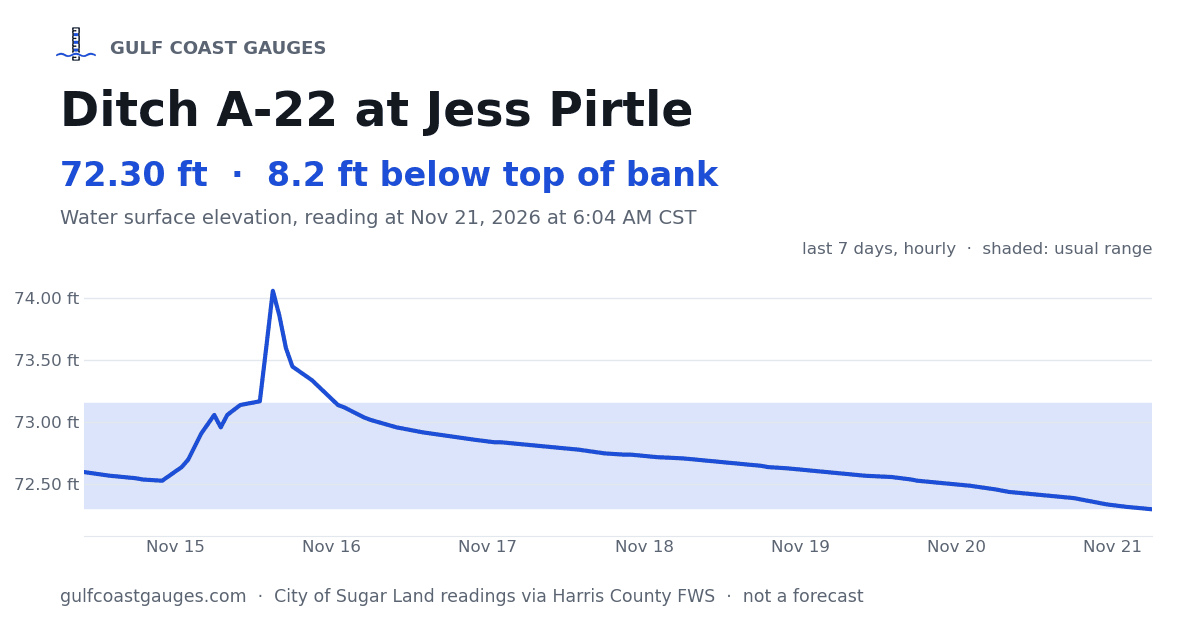 GULF COAST GAUGES
Ditch A-22 at Jess Pirtle
72.30 ft · 8.2 ft below top of bank
Water surface elevation, reading at Nov 21, 2026 at 6:04 AM CST
last 7 days, hourly · shaded: usual range
74.00 ft
73.50 ft
73.00 ft
72.50 ft
Nov 15 Nov 16 Nov 17 Nov 18 Nov 19 Nov 20 Nov 21
gulfcoastgauges.com · City of Sugar Land readings via Harris County FWS · not a forecast